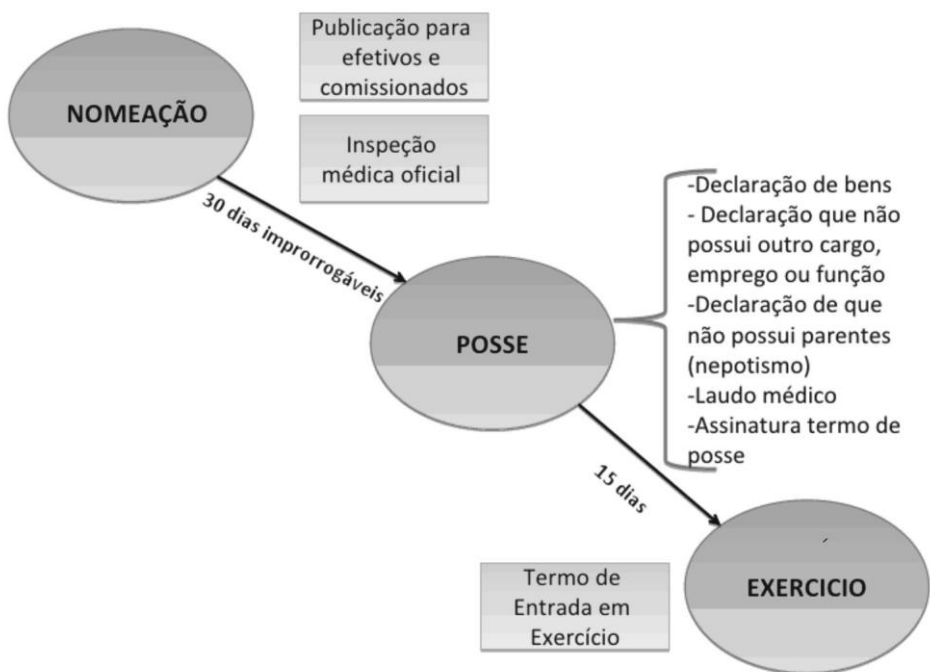 Publicação para
efetivos e
comissionados
NOMEAÇÃO
Inspeção
médica oficial
30 dias improrrogáveis
-Declaração de bens
- Declaração que não
possui outro cargo,
emprego ou função
-Declaração de que
não possui parentes
(nepotismo)
-Laudo médico
-Assinatura termo de
posse
POSSE
15 dias
Termo de
Entrada em
Exercício
EXERCICIO